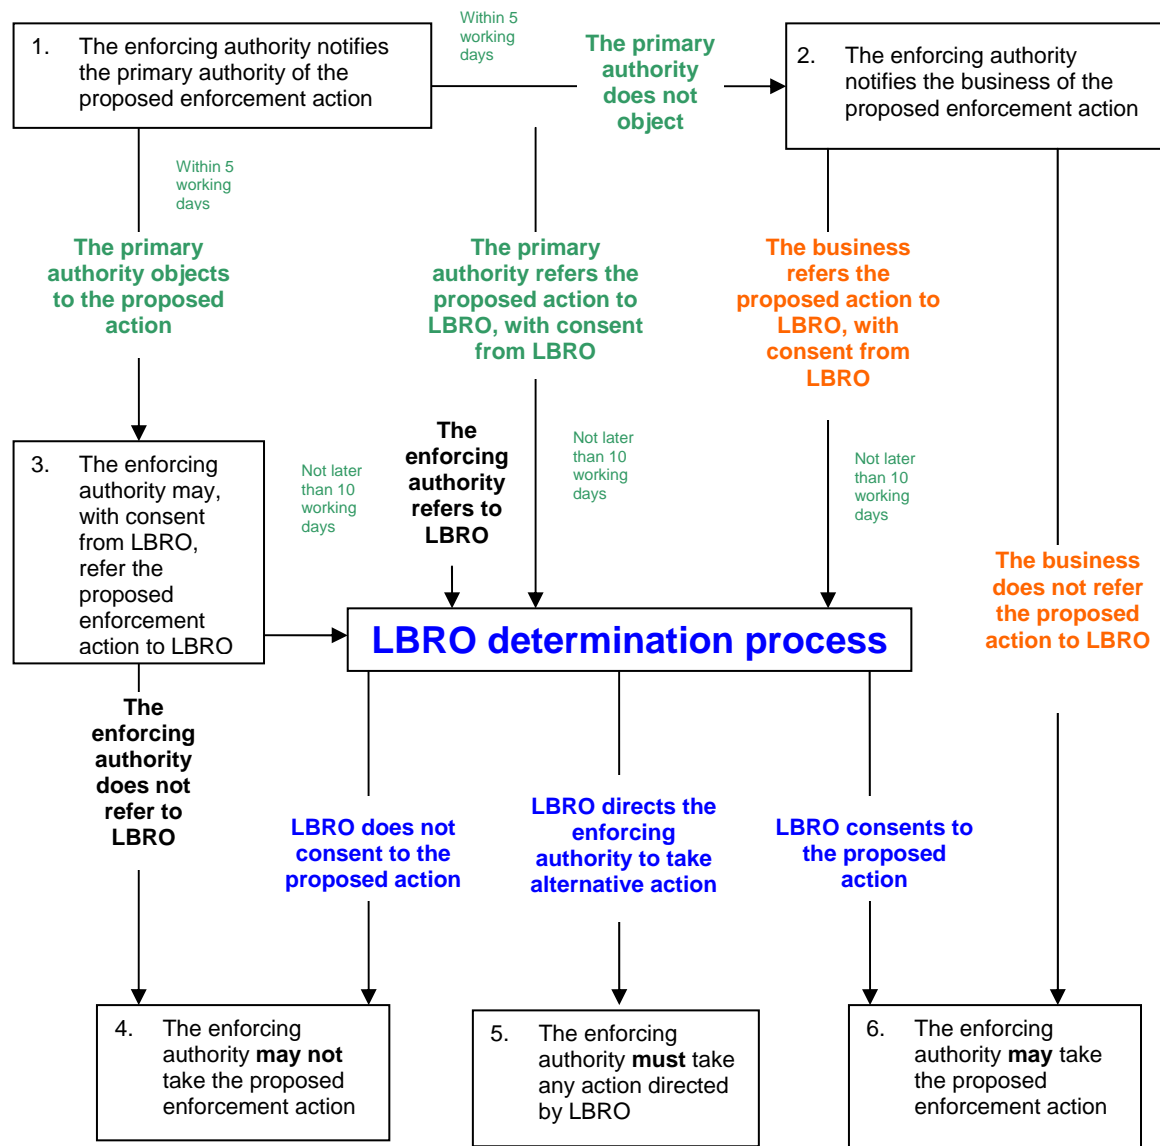 1. The enforcing authority notifies
the primary authority of the
proposed enforcement action
Within 5
working
days
The primary
authority
does not
object
2. The enforcing authority
notifies the business of the
proposed enforcement action
Within 5
working
days
The primary
authority objects
to the proposed
action
The primary
authority refers the
proposed action to
LBRO, with consent
from LBRO
The business
refers the
proposed action to
LBRO, with
consent from
LBRO
3. The enforcing
authority may,
with consent
from LBRO,
refer the
proposed
enforcement
action to LBRO
Not later
than 10
working
days
The
enforcing
authority
refers to
LBRO
Not later
than 10
working
days
Not later
than 10
working
days
The business
does not refer
the proposed
action to LBRO
LBRO determination process
The
enforcing
authority
does not
refer to
LBRO
LBRO does not
consent to the
proposed action
LBRO directs the
enforcing
authority to take
alternative action
LBRO consents to
the proposed
action
4. The enforcing
authority may not
take the proposed
enforcement action
5. The enforcing
authority must take
any action directed
by LBRO
6. The enforcing
authority may take
the proposed
enforcement action